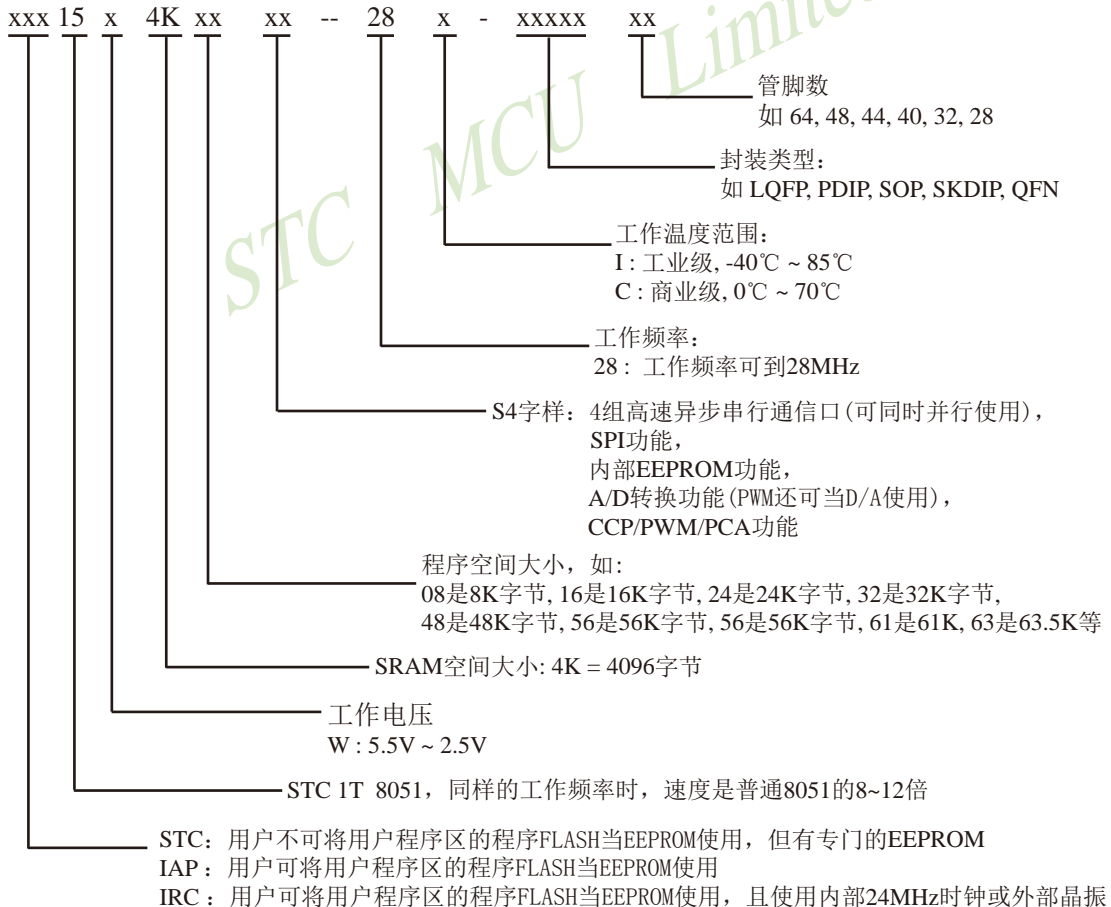 xxx 15 x 4K xx xx -- 28 x - xxxxx xx
管脚数
如 64, 48, 44, 40, 32, 28
封装类型：
如 LQFP, PDIP, SOP, SKDIP, QFN
工作温度范围：
I : 工业级, -40℃ ~ 85℃
C : 商业级, 0℃ ~ 70℃
工作频率：
28 : 工作频率可到28MHz
S4字样：4组高速异步串行通信口(可同时并行使用)，
SPI功能，
内部EEPROM功能，
A/D转换功能(PWM还可当D/A使用)，
CCP/PWM/PCA功能
程序空间大小，如:
08是8K字节, 16是16K字节, 24是24K字节, 32是32K字节,
48是48K字节, 56是56K字节, 56是56K字节, 61是61K, 63是63.5K等
SRAM空间大小: 4K = 4096字节
工作电压
W : 5.5V ~ 2.5V
STC 1T 8051，同样的工作频率时，速度是普通8051的8~12倍
STC：用户不可将用户程序区的程序FLASH当EEPROM使用，但有专门的EEPROM
IAP：用户可将用户程序区的程序FLASH当EEPROM使用
IRC：用户可将用户程序区的程序FLASH当EEPROM使用，且使用内部24MHz时钟或外部晶振
STC MCU Limited